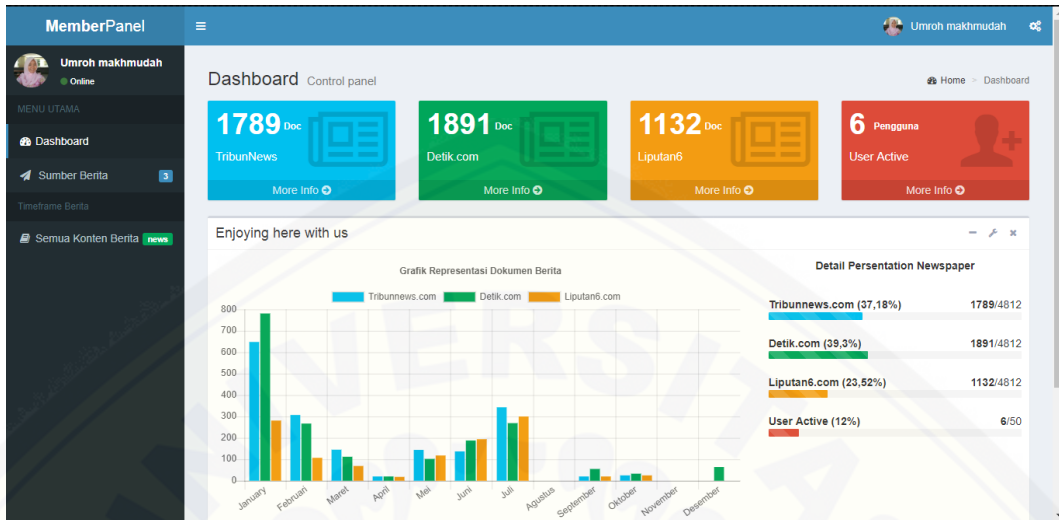 MemberPanel
Umroh makhmudah
Umroh makhmudah
Online
MENU UTAMA
Dashboard
Sumber Berita 3
Timeframe Berita
Semua Konten Berita news
Dashboard Control panel
Home > Dashboard
1789 Doc
TribunNews
More Info
1891 Doc
Detik.com
More Info
1132 Doc
Liputan6
More Info
6 Pengguna
User Active
More Info
Enjoying here with us
Grafik Representasi Dokumen Berita
Tribunnews.com Detik.com Liputan6.com
800
700
600
500
400
300
200
100
0
January Februari Maret April Mei Juni Juli Agustus September Oktober November Desember
Detail Persentation Newspaper
Tribunnews.com (37,18%) 1789/4812
Detik.com (39,3%) 1891/4812
Liputan6.com (23,52%) 1132/4812
User Active (12%) 6/50